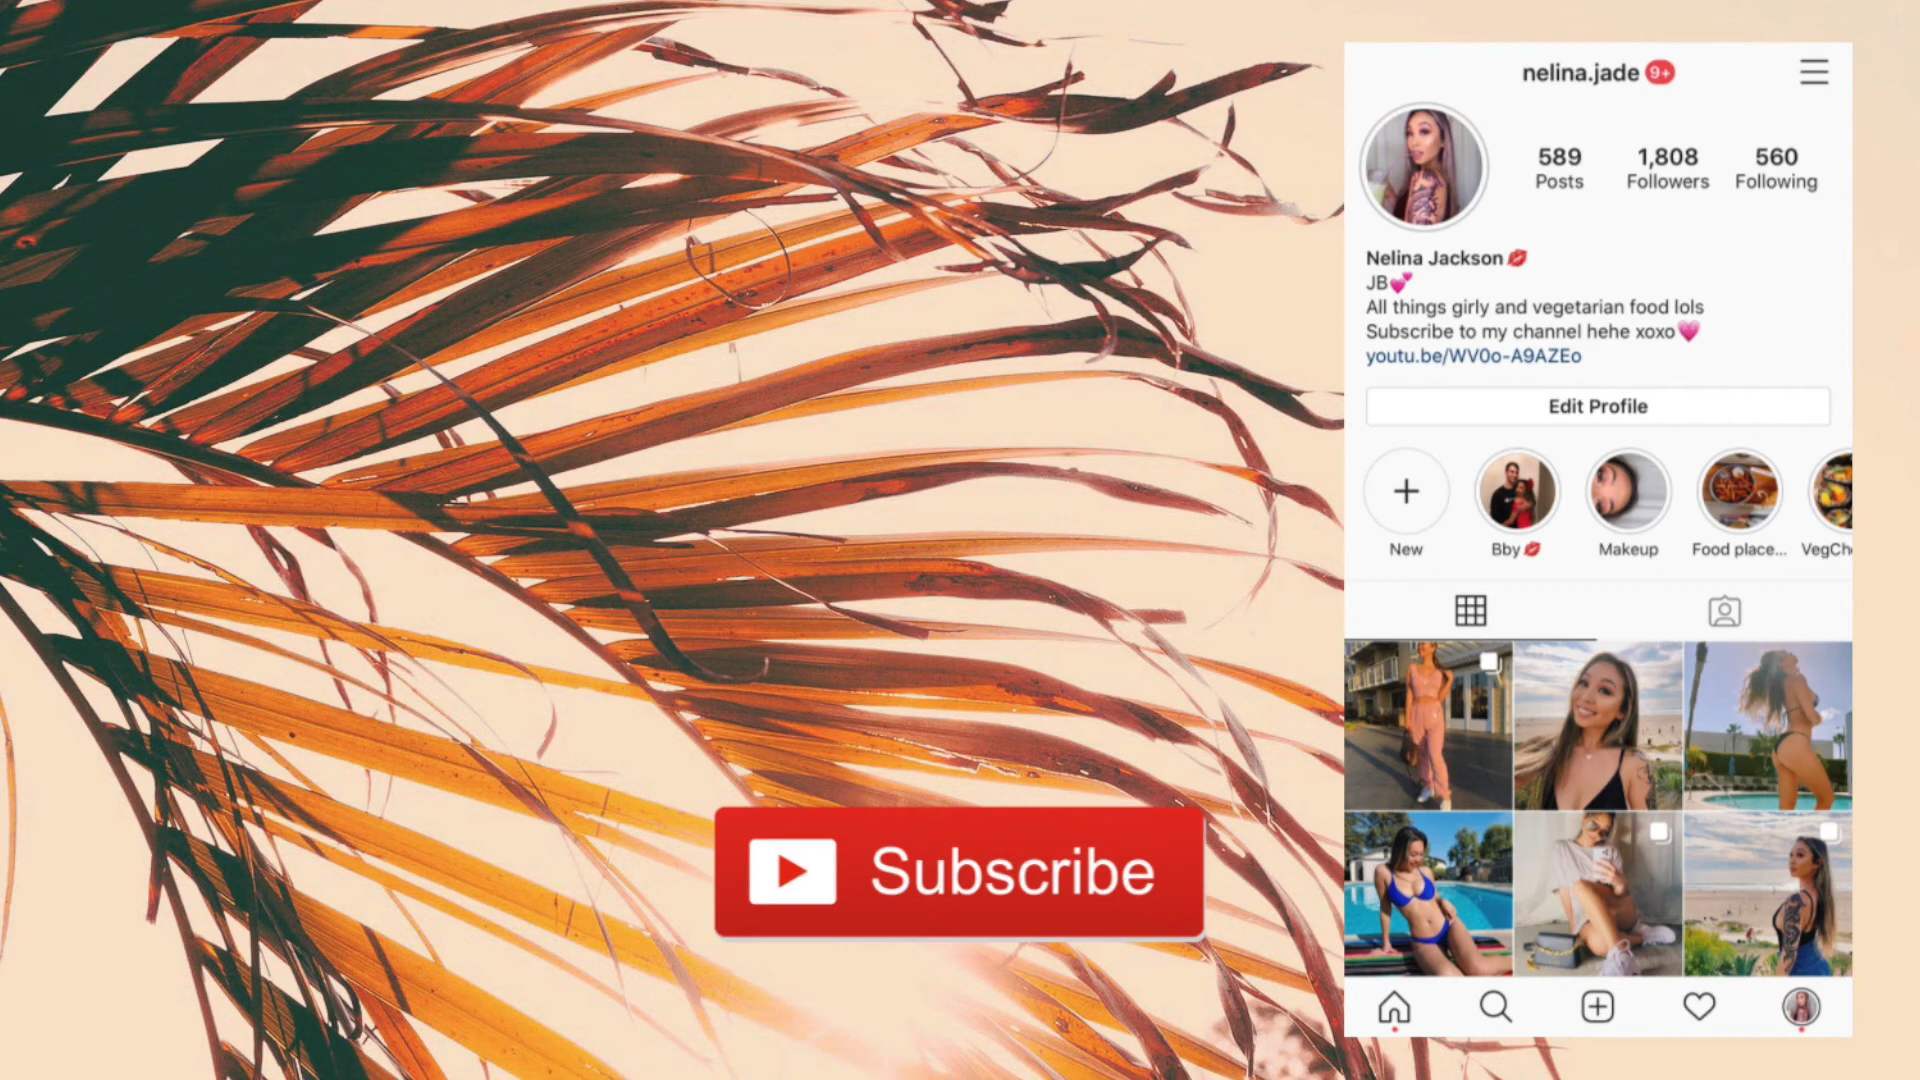 nelina.jade 9+
589 1,808 560
Posts Followers Following
Nelina Jackson💋
JB💕
All things girly and vegetarian food lols
Subscribe to my channel hehe xoxo💗
youtu.be/WV0o-A9AZEo
Edit Profile
New Bby💋 Makeup Food place... VegCh
Subscribe